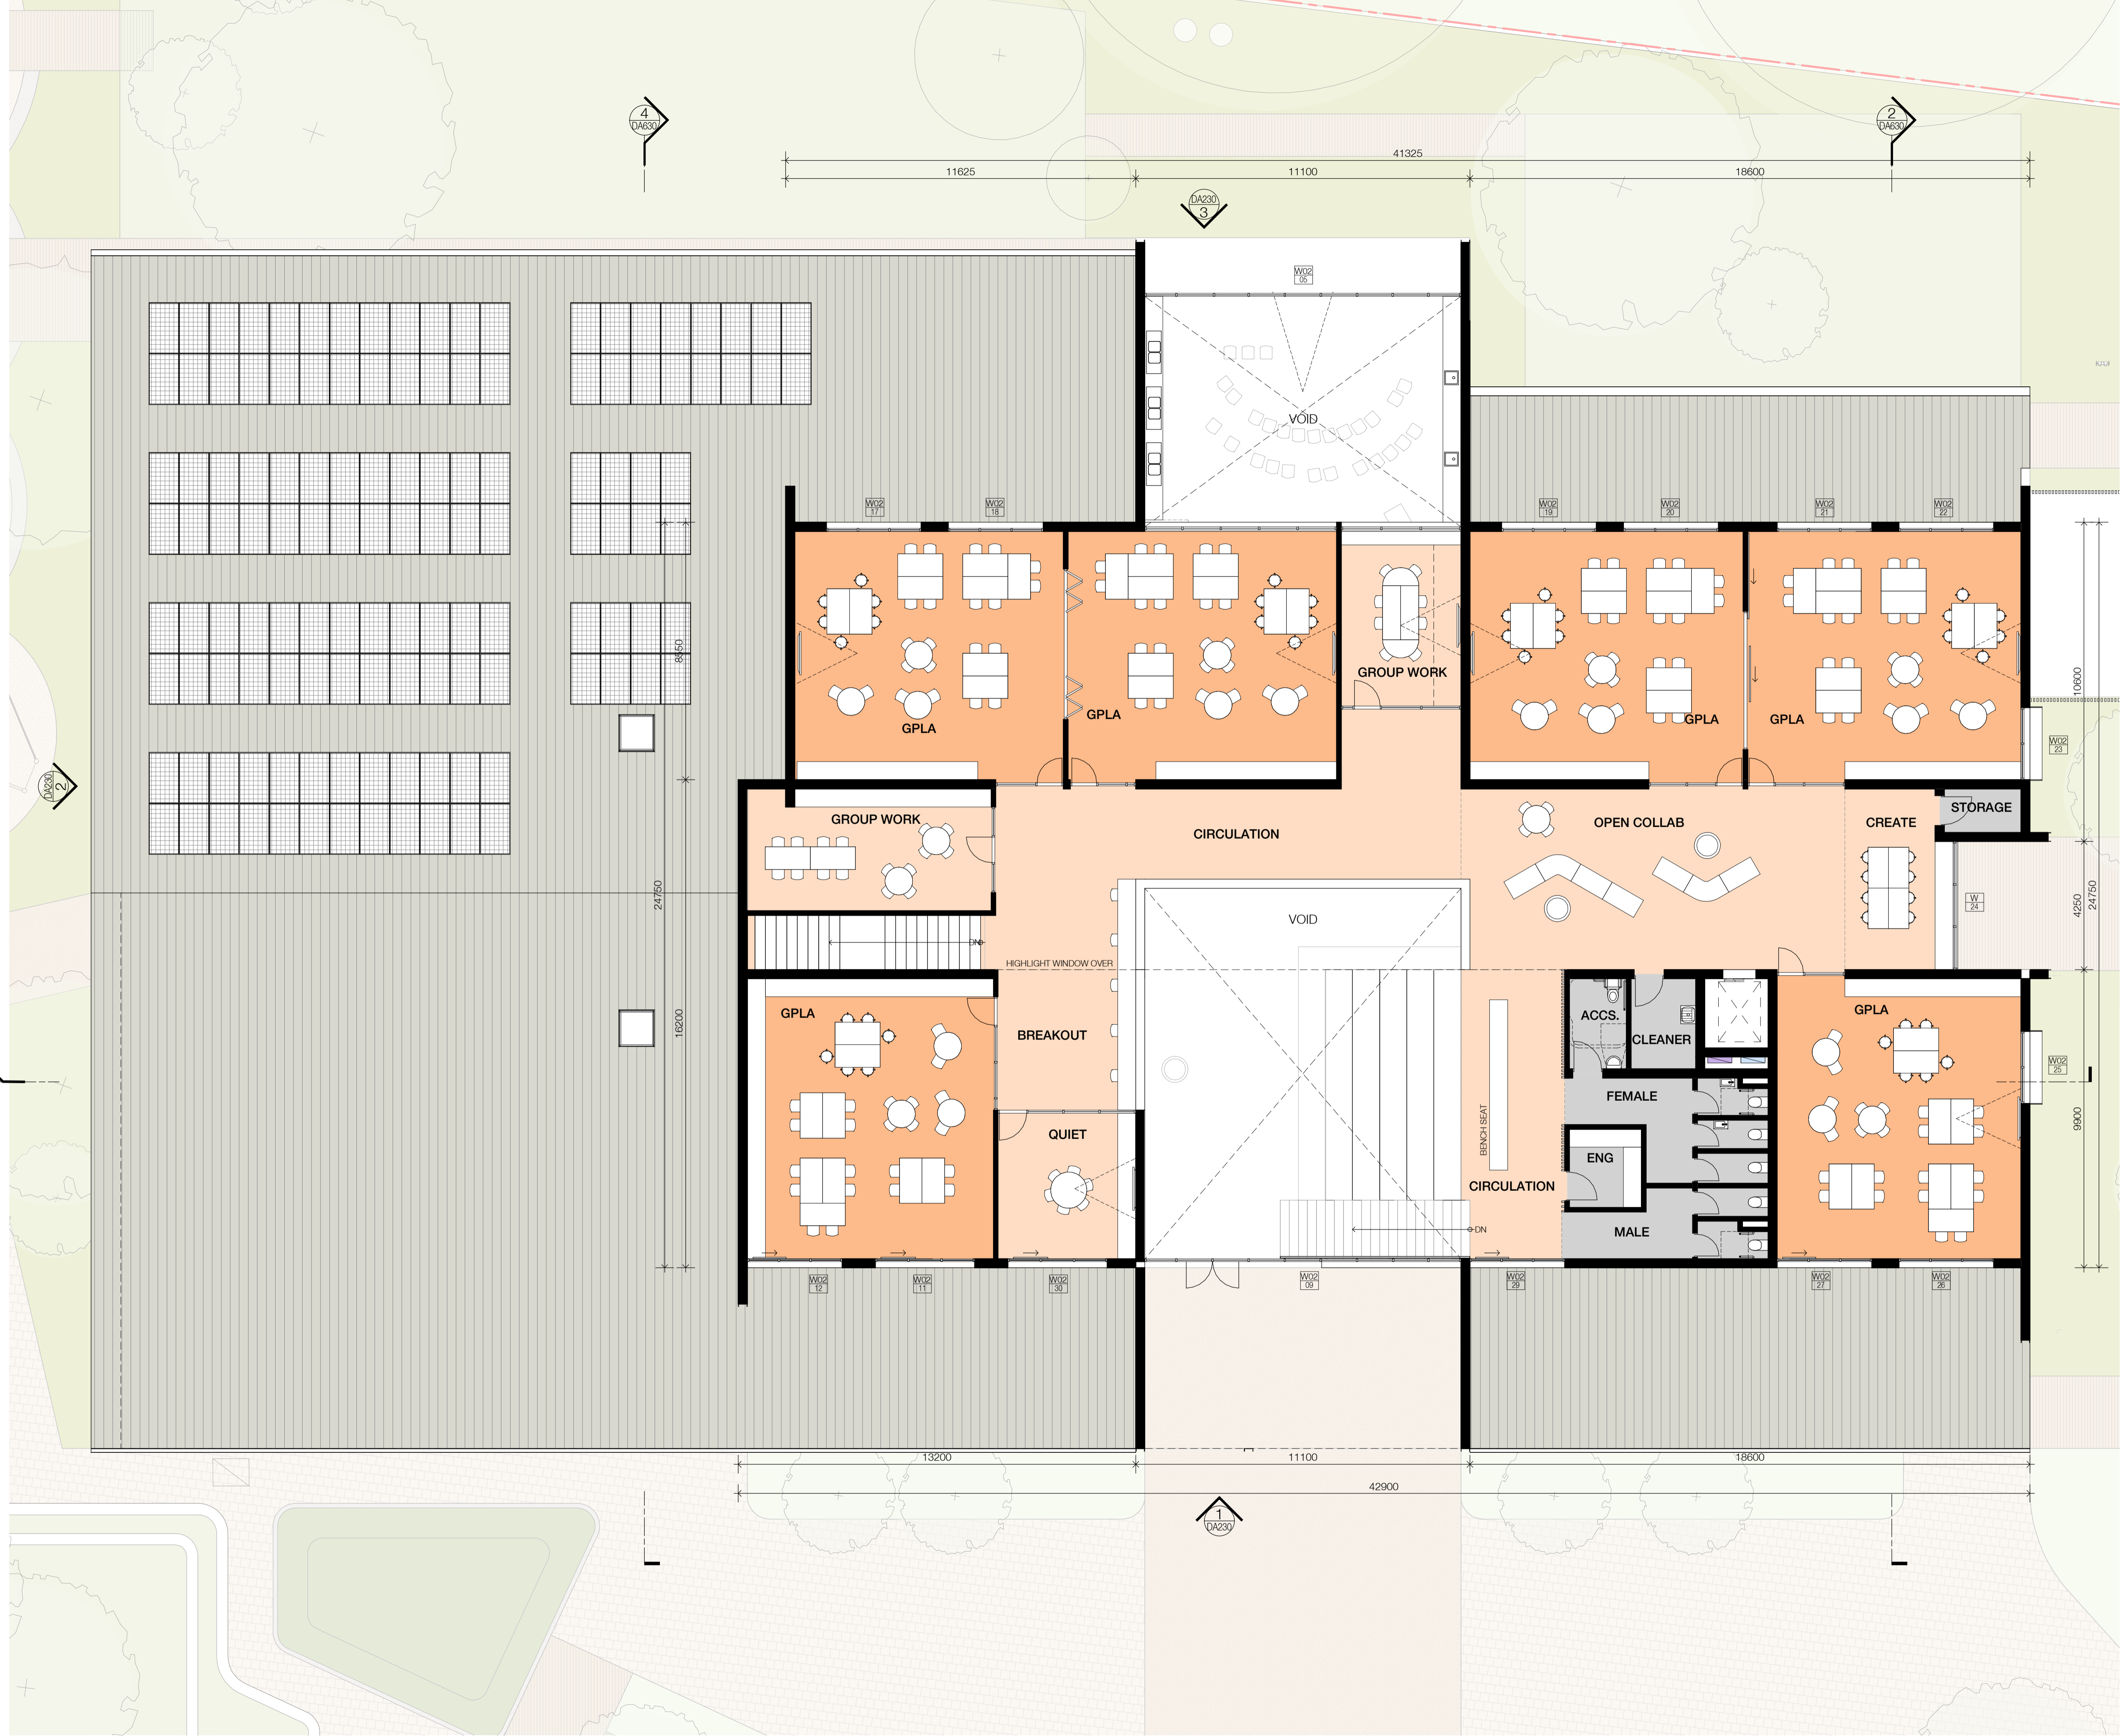 4
DA630
2
DA630
41325
11625
11100
18600
DA230
3
W02
05
VOID
W02
17
W02
18
W02
19
W02
20
W02
21
W02
22
8550
10600
GROUP WORK
GPLA
GPLA
GPLA
GPLA
W02
23
DA230
2
GROUP WORK
CIRCULATION
OPEN COLLAB
CREATE
STORAGE
24750
4250
24750
W
24
VOID
DN
HIGHLIGHT WINDOW OVER
GPLA
BREAKOUT
16200
ACCS.
CLEANER
GPLA
W02
25
FEMALE
9900
QUIET
BENCH SEAT
ENG
CIRCULATION
DN
MALE
W02
12
W02
11
W02
30
W02
09
W02
29
W02
27
W02
26
13200
11100
18600
42900
1
DA230